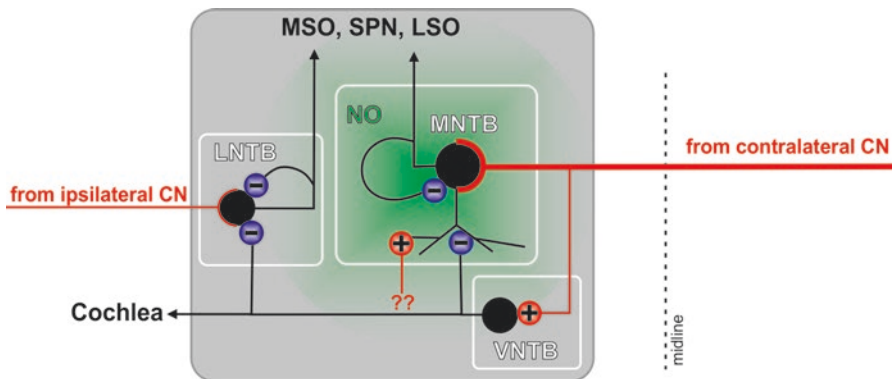 MSO, SPN, LSO
NO
MNTB
LNTB
from contralateral CN
from ipsilateral CN
−
−
−
+
−
??
Cochlea
+
VNTB
midline